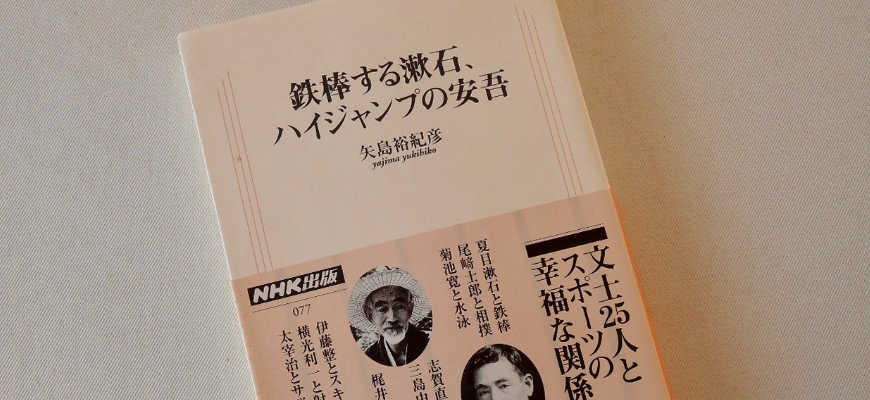 鉄棒する漱石、
ハイジャンプの安吾
矢島裕紀彦
yajima yukihiko
文士25人と
スポーツの
幸福な関係
夏目漱石と鉄棒
尾﨑士郎と相撲
菊池寛と水泳
志賀直
三島由
梶井
伊藤整とスキ
横光利一と
太宰治とサ
NHK出版
077